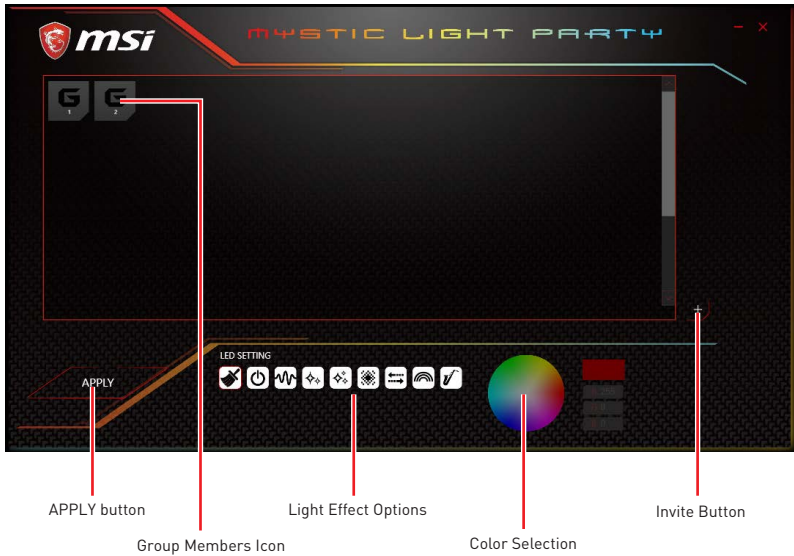 msi
MYSTIC LIGHT PARTY
1 2
LED SETTING
APPLY
APPLY button
Light Effect Options
Invite Button
Group Members Icon
Color Selection